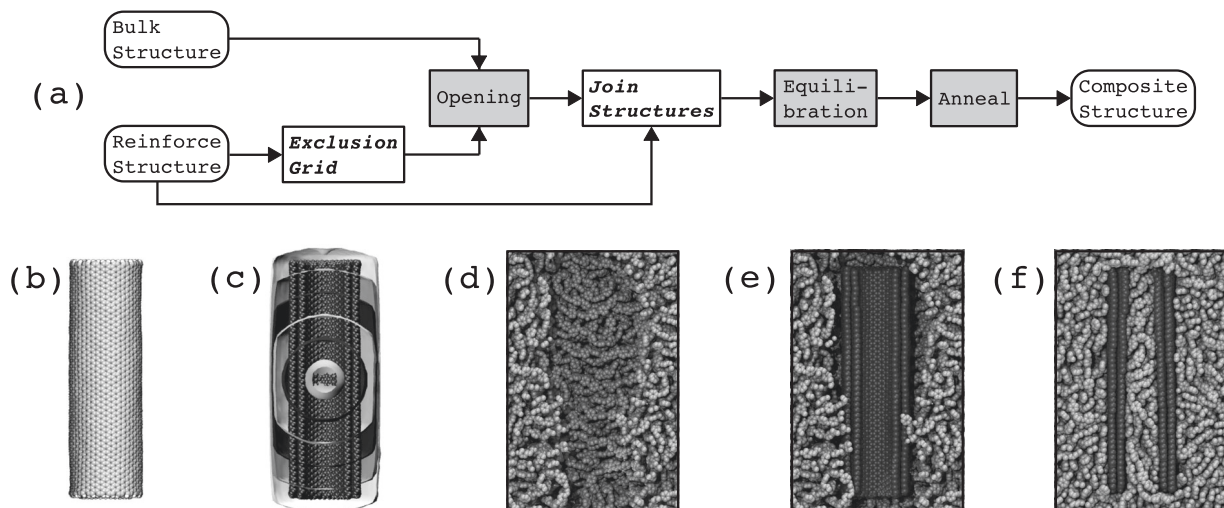 (a)
Bulk
Structure
Reinforce
Structure
Exclusion
Grid
Opening
Join
Structures
Equili-
bration
Anneal
Composite
Structure
(b)
(c)
(d)
(e)
(f)